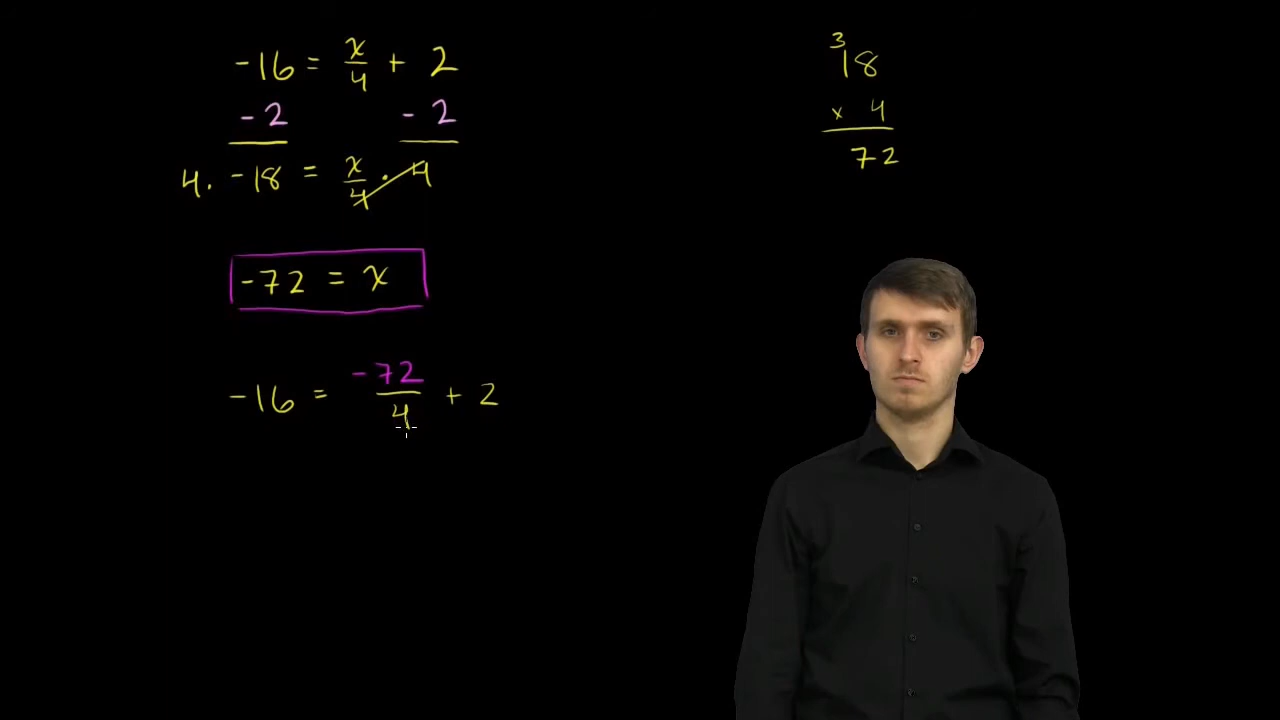 -16 = x/4 + 2
-2 -2
4 · -18 = x/4 · 4
-72 = x
-16 = -72/4 + 2
3
18
x 4
72